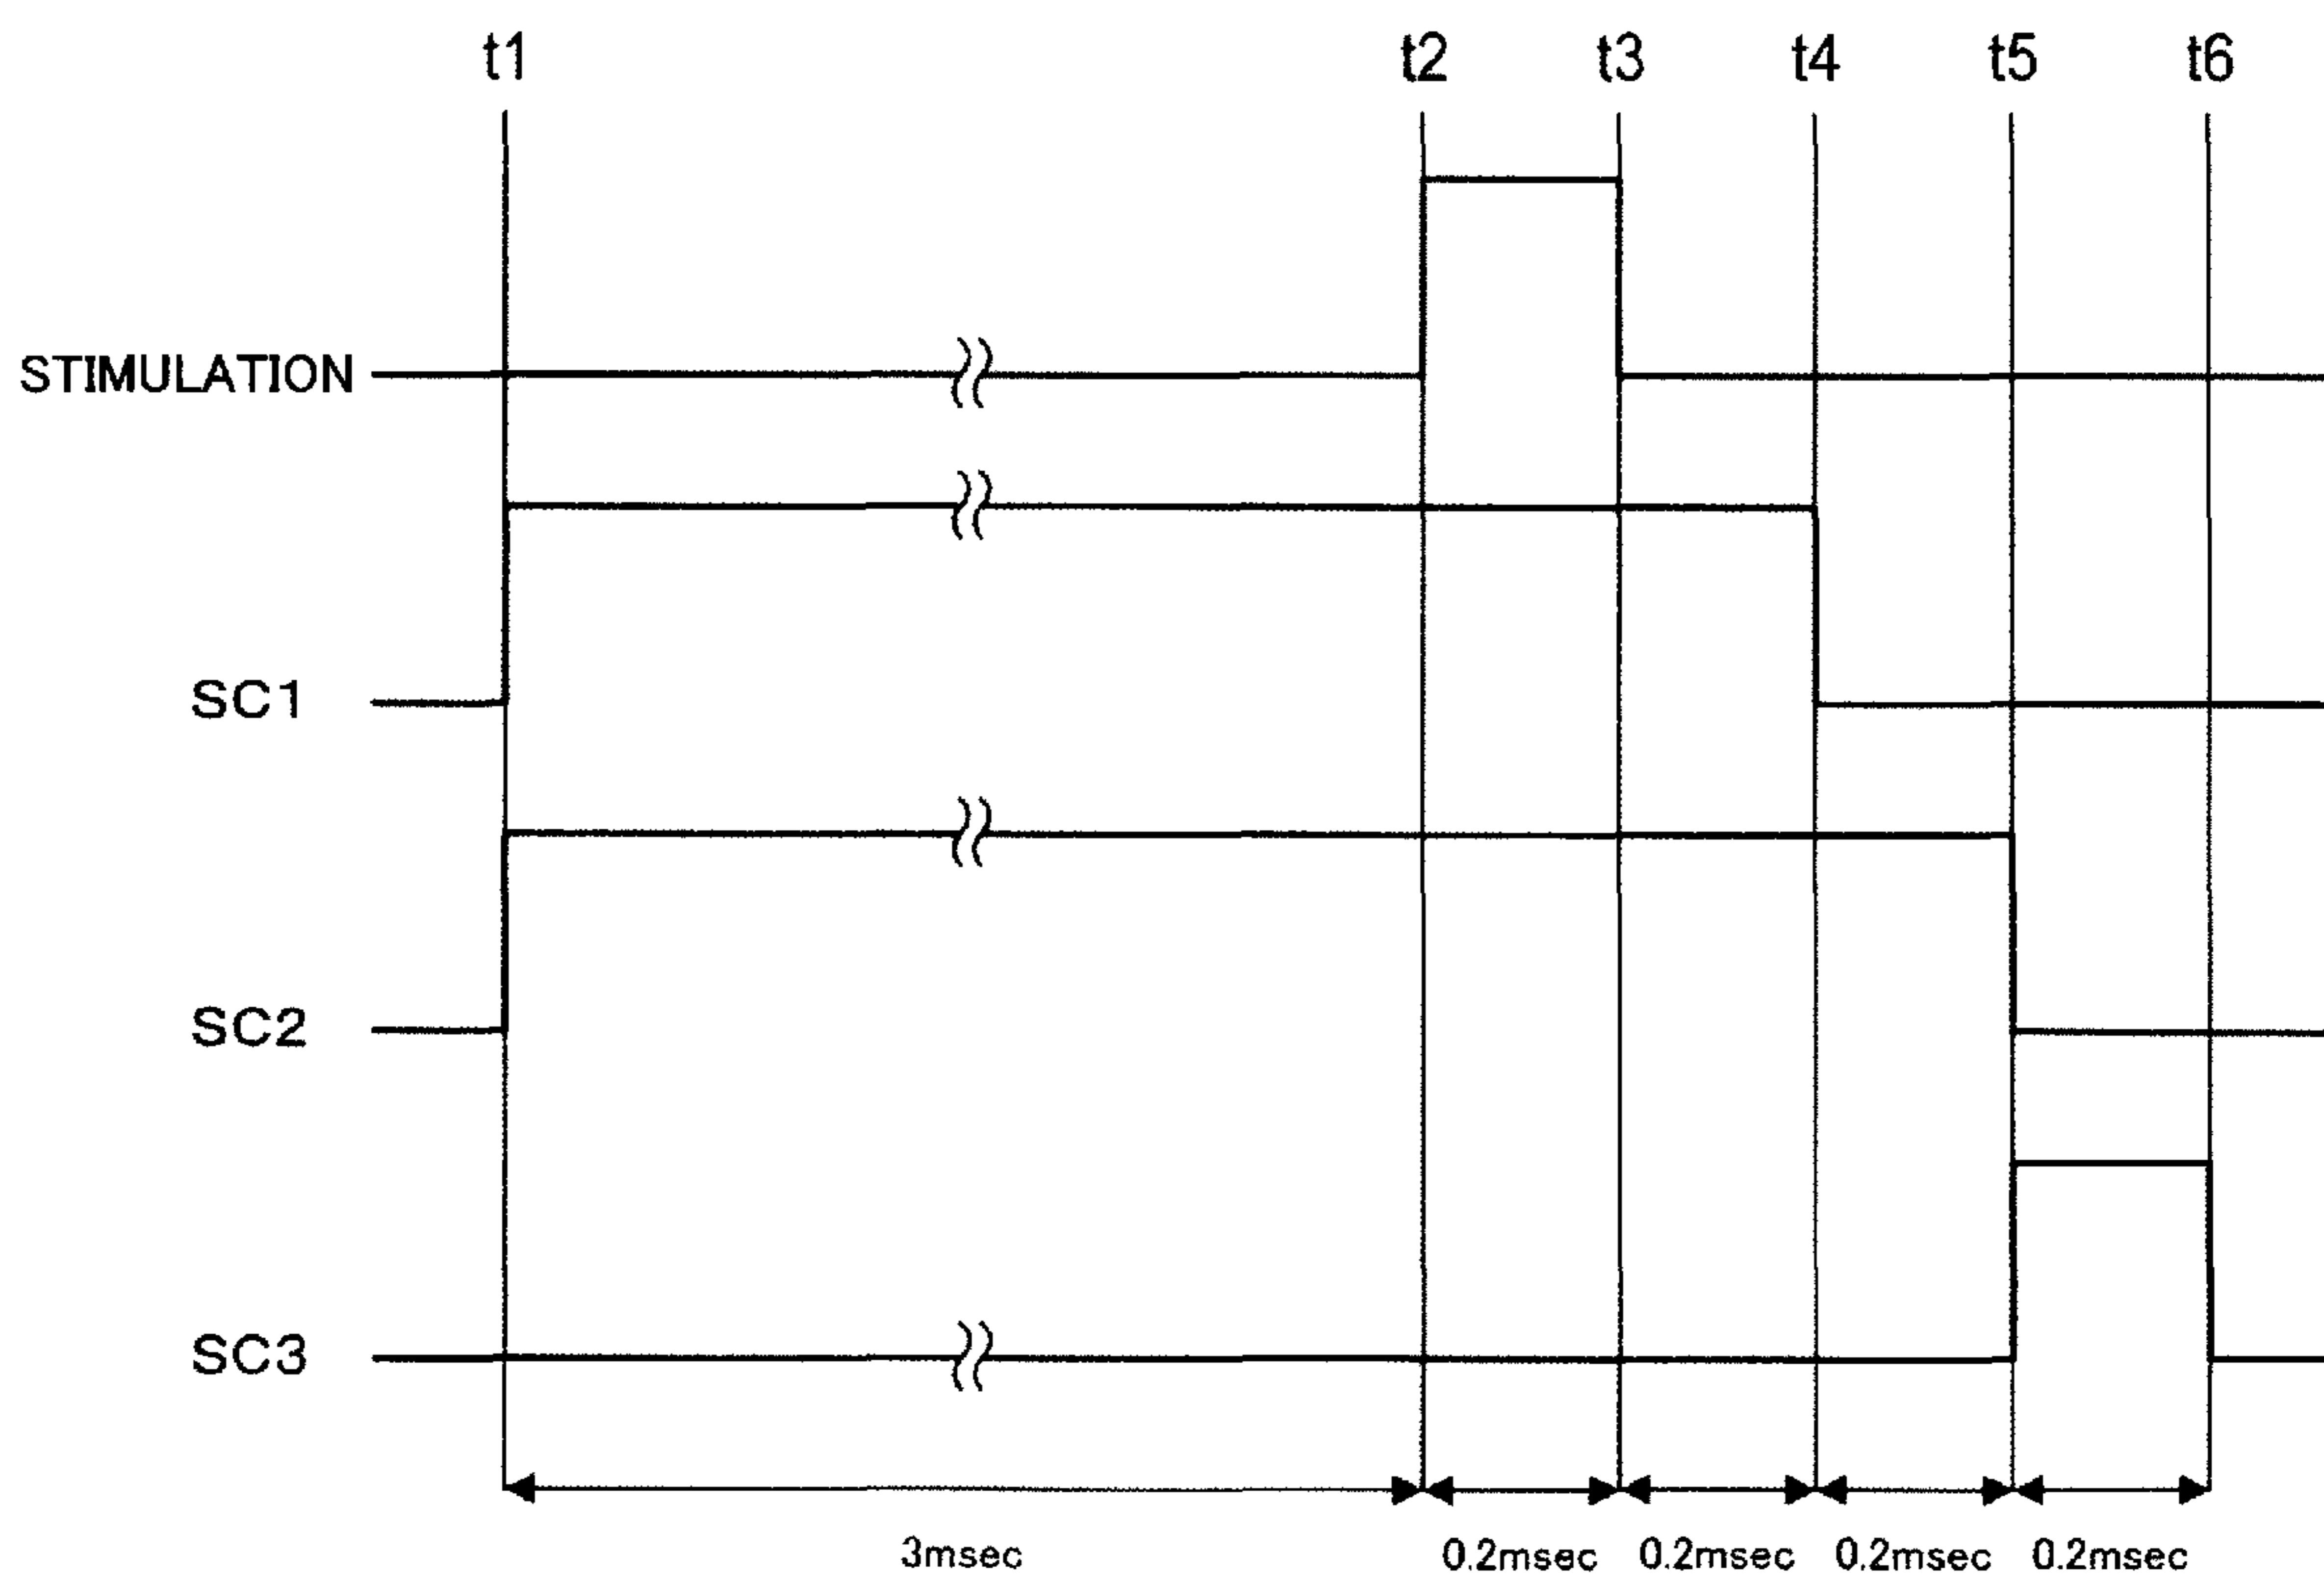 t1 t2 t3 t4 t5 t6
STIMULATION
SC1
SC2
SC3
3msec 0.2msec 0.2msec 0.2msec 0.2msec